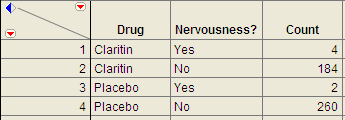 Drug Nervousness? Count
1 Claritin Yes 4
2 Claritin No 184
3 Placebo Yes 2
4 Placebo No 260